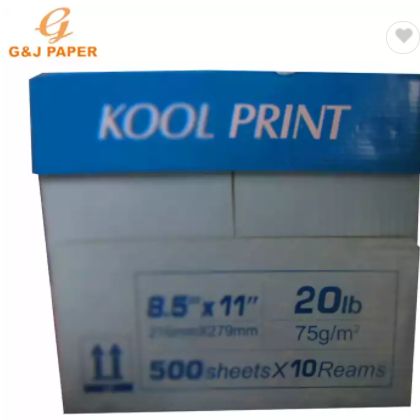 G&J PAPER
KOOL PRINT
8.5" x 11"
216mmX279mm
20lb
75g/m²
500 sheets X 10 Reams